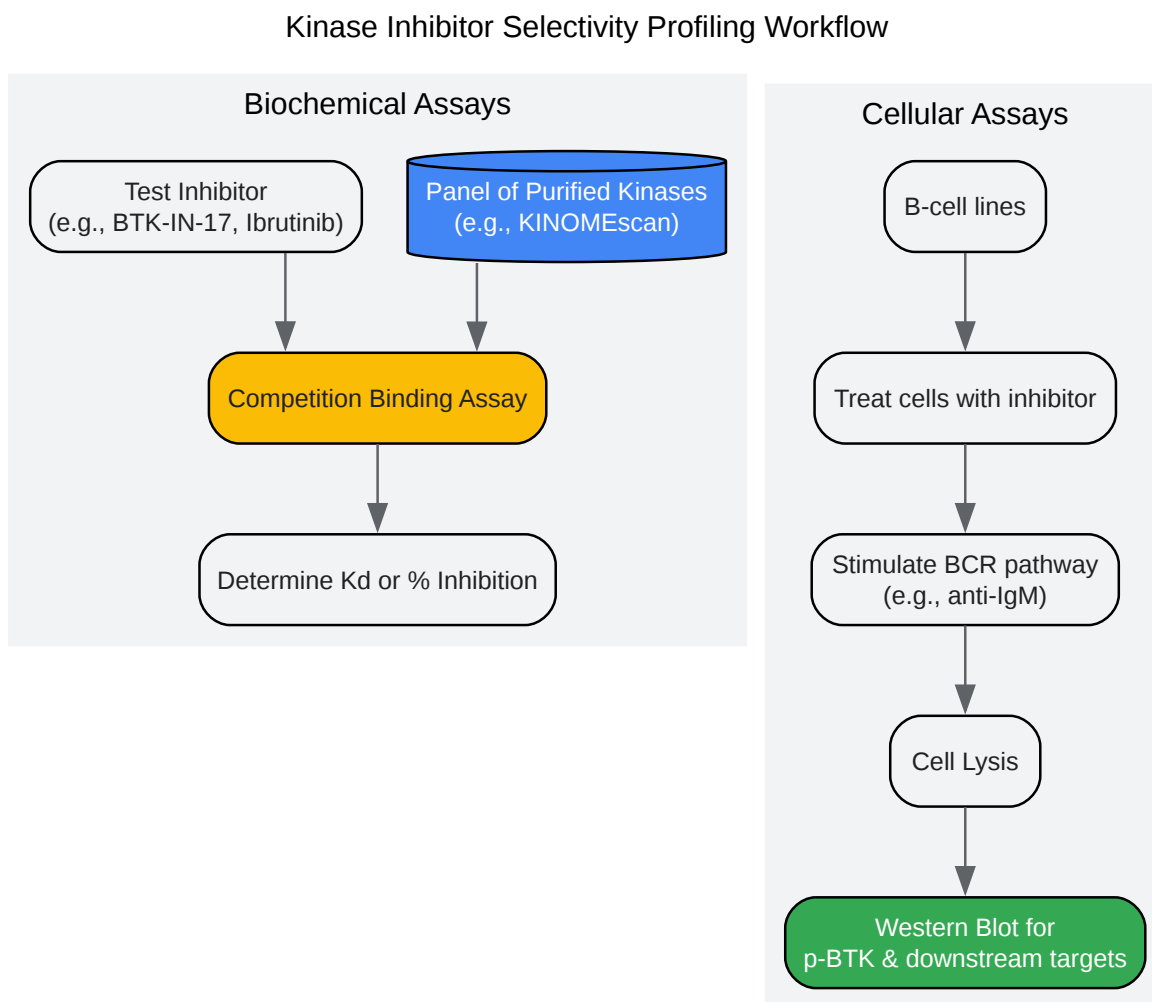 Kinase Inhibitor Selectivity Profiling Workflow
Biochemical Assays
Test Inhibitor
(e.g., BTK-IN-17, Ibrutinib)
Panel of Purified Kinases
(e.g., KINOMEscan)
Competition Binding Assay
Determine Kd or % Inhibition
Cellular Assays
B-cell lines
Treat cells with inhibitor
Stimulate BCR pathway
(e.g., anti-IgM)
Cell Lysis
Western Blot for
p-BTK & downstream targets